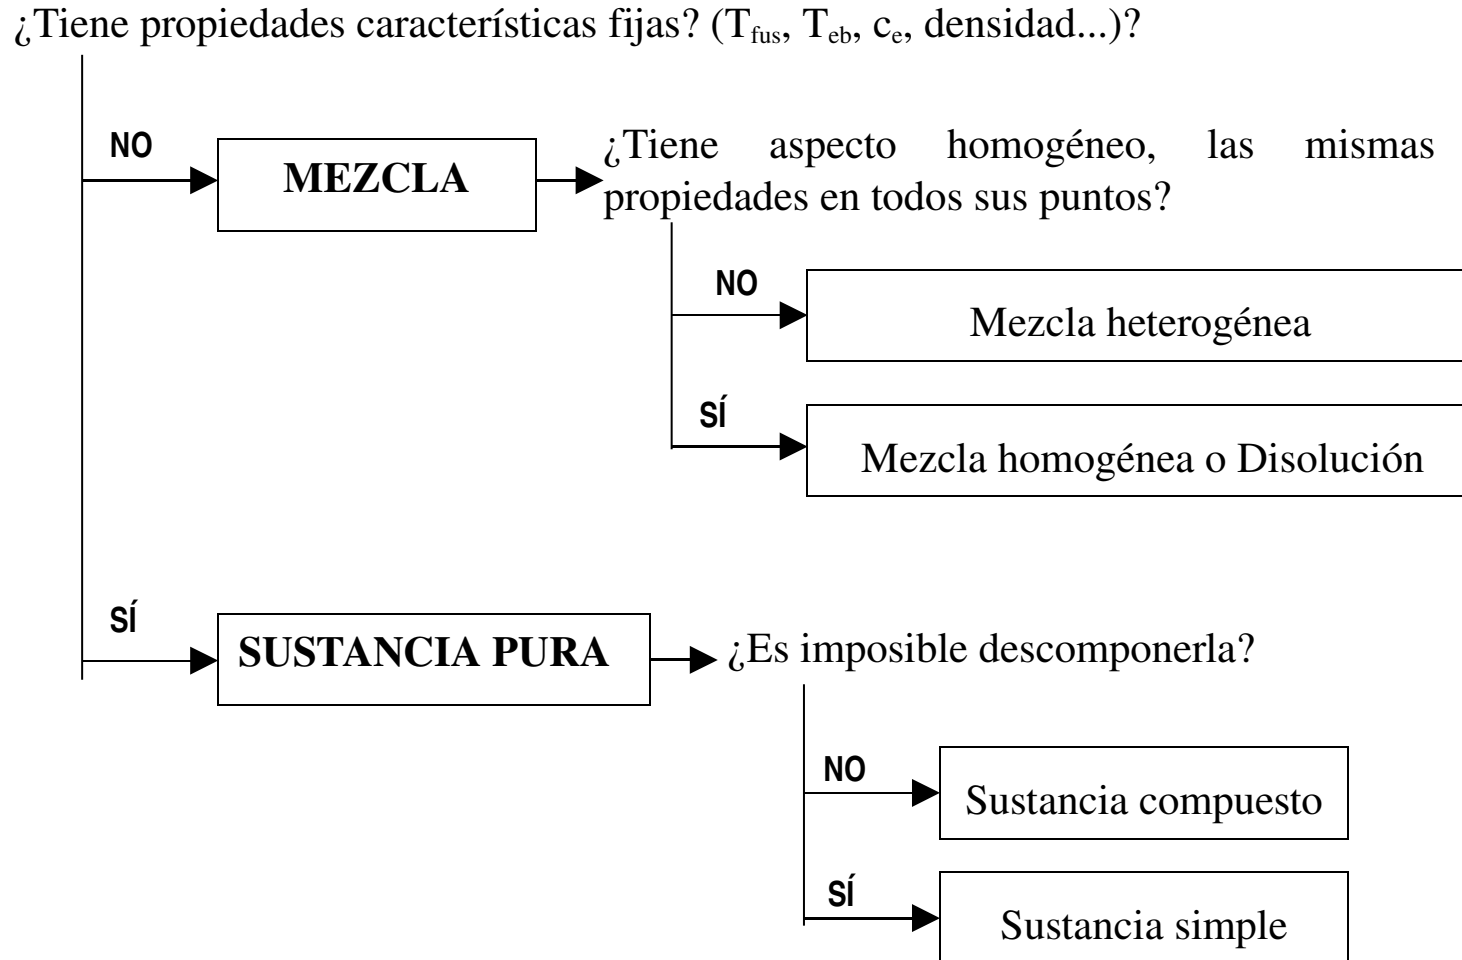 ¿Tiene propiedades características fijas? (Tfus, Teb, ce, densidad...)?
NO
MEZCLA
¿Tiene aspecto homogéneo, las mismas
propiedades en todos sus puntos?
NO
Mezcla heterogénea
SÍ
Mezcla homogénea o Disolución
SÍ
SUSTANCIA PURA
¿Es imposible descomponerla?
NO
Sustancia compuesto
SÍ
Sustancia simple